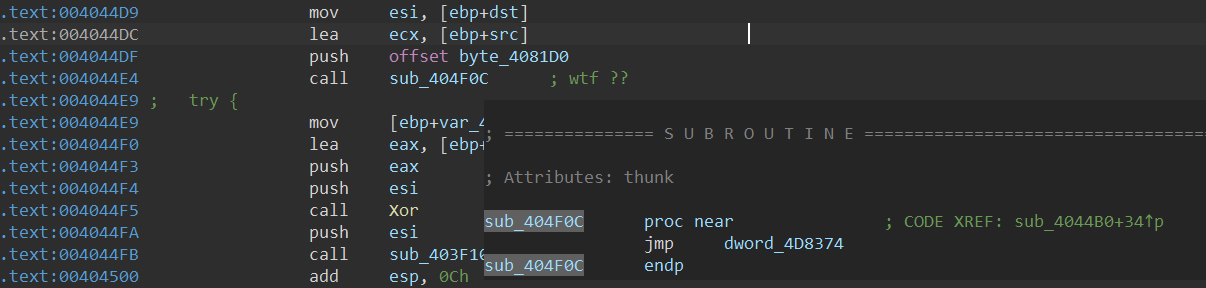 .text:004044D9 mov esi, [ebp+dst]
.text:004044DC lea ecx, [ebp+src]
.text:004044DF push offset byte_4081D0
.text:004044E4 call sub_404F0C ; wtf ??
.text:004044E9 ; try {
.text:004044E9 mov [ebp+var_4
.text:004044F0 lea eax, [ebp+
.text:004044F3 push eax
.text:004044F4 push esi
.text:004044F5 call Xor
.text:004044FA push esi
.text:004044FB call sub_403F10
.text:00404500 add esp, 0Ch
; =============== S U B R O U T I N E ===================================
; Attributes: thunk
sub_404F0C proc near ; CODE XREF: sub_4044B0+34↑p
jmp dword_4D8374
sub_404F0C endp